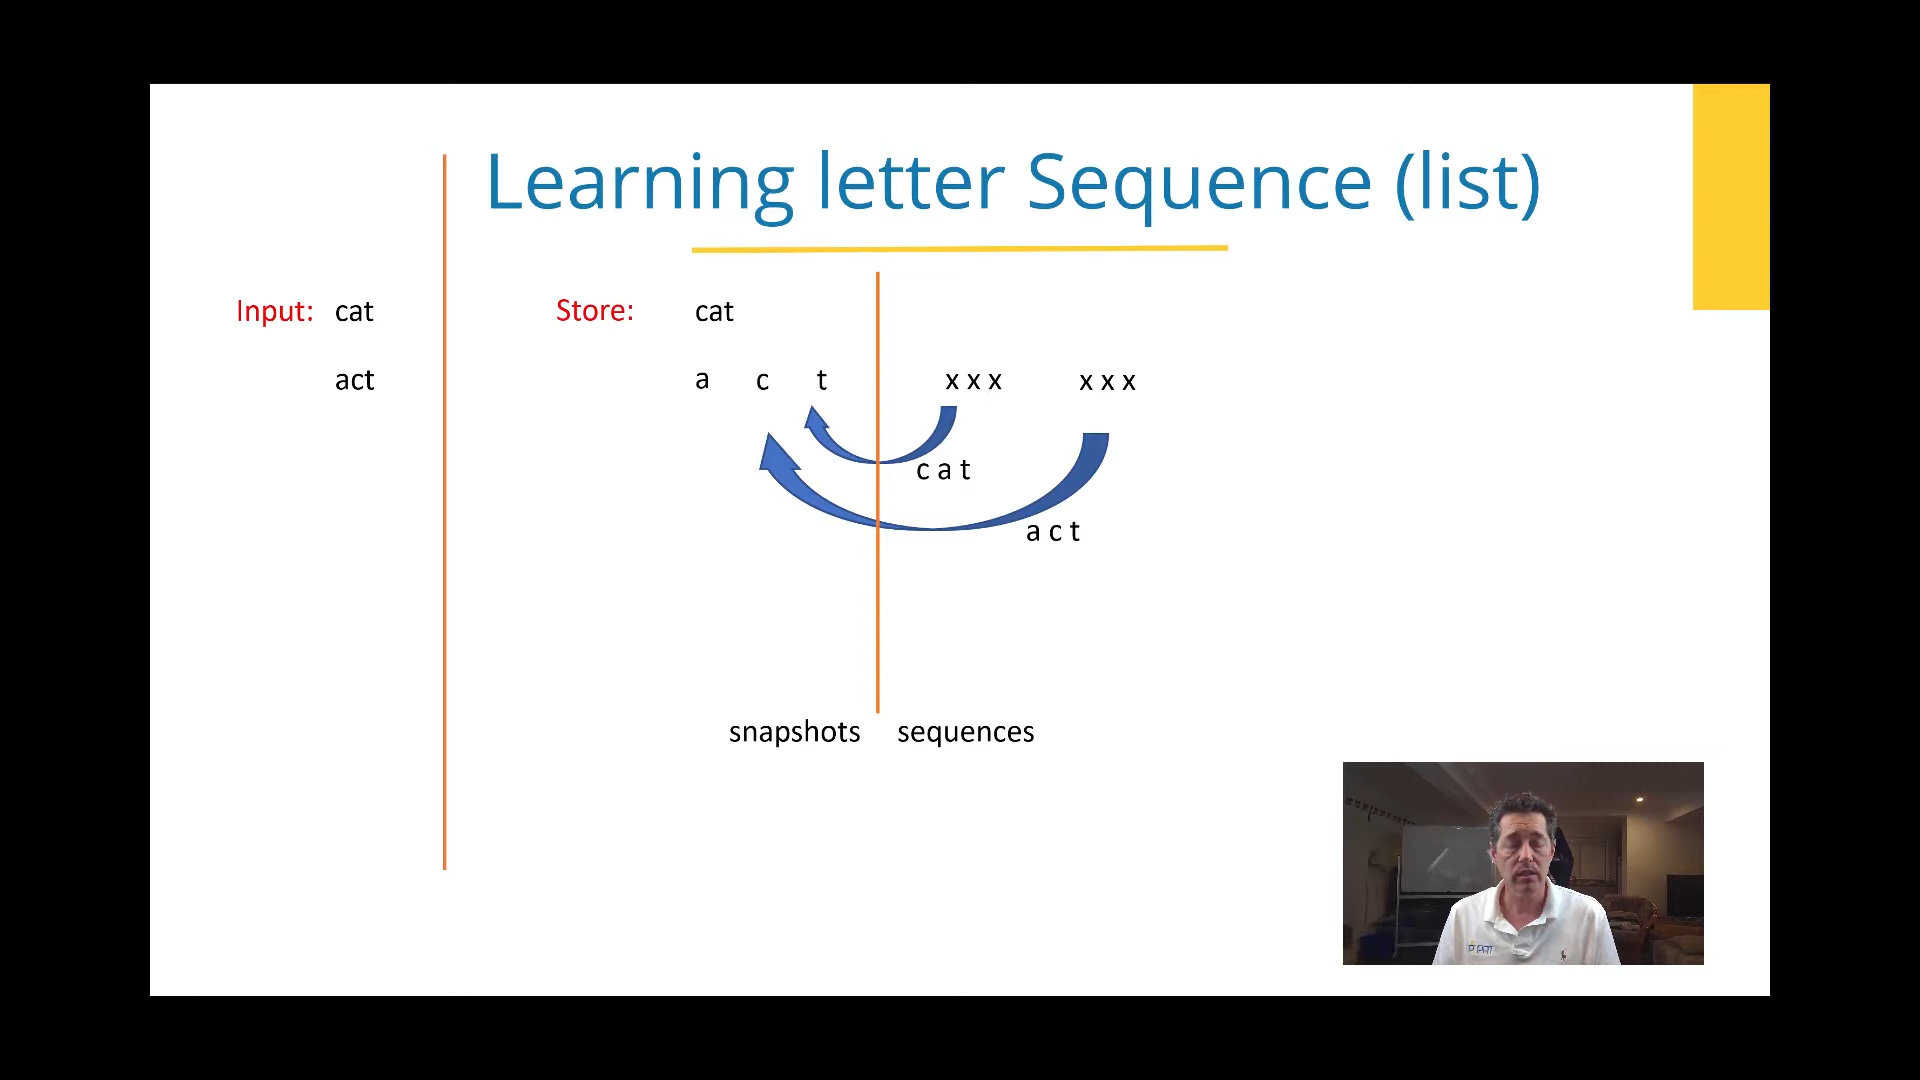 Learning letter Sequence (list)
Input: cat
act
Store: cat
a c t
x x x x x x
c a t
a c t
snapshots sequences